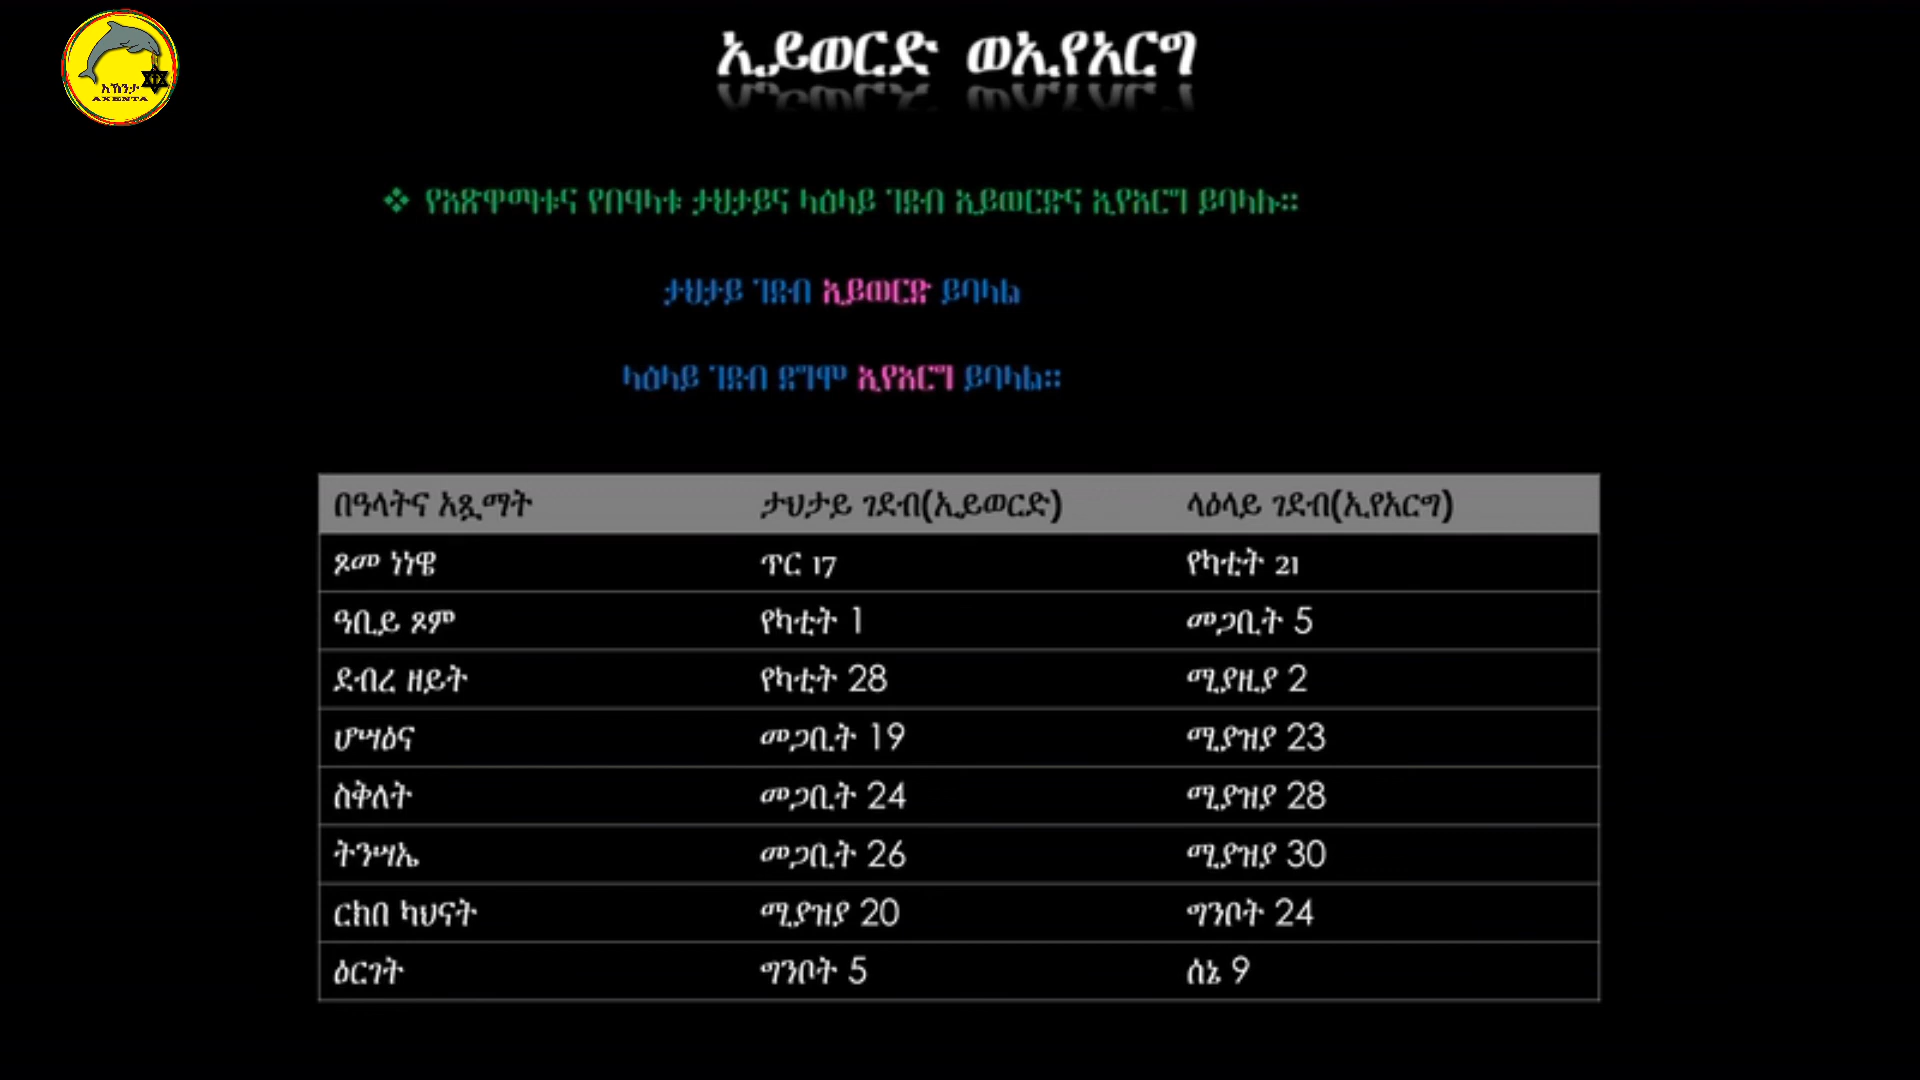 አኸንታ
AXENTA
ኢይወርድ ወኢየአርግ
❖ የአጽዋማቱና የበዓላቱ ታህታይና ላዕላይ ገደብ ኢይወርድና ኢየአርግ ይባላሉ።
ታህታይ ገደብ ኢይወርድ ይባላል
ላዕላይ ገደብ ደግሞ ኢየአርግ ይባላል።
በዓላትና አጿማት ታህታይ ገደብ(ኢይወርድ) ላዕላይ ገደብ(ኢየአርግ)
ጾመ ነነዌ ጥር 17 የካቲት 21
ዓቢይ ጾም የካቲት 1 መጋቢት 5
ደብረ ዘይት የካቲት 28 ሚያዚያ 2
ሆሣዕና መጋቢት 19 ሚያዝያ 23
ስቅለት መጋቢት 24 ሚያዝያ 28
ትንሣኤ መጋቢት 26 ሚያዝያ 30
ርክበ ካህናት ሚያዝያ 20 ግንቦት 24
ዕርገት ግንቦት 5 ሰኔ 9